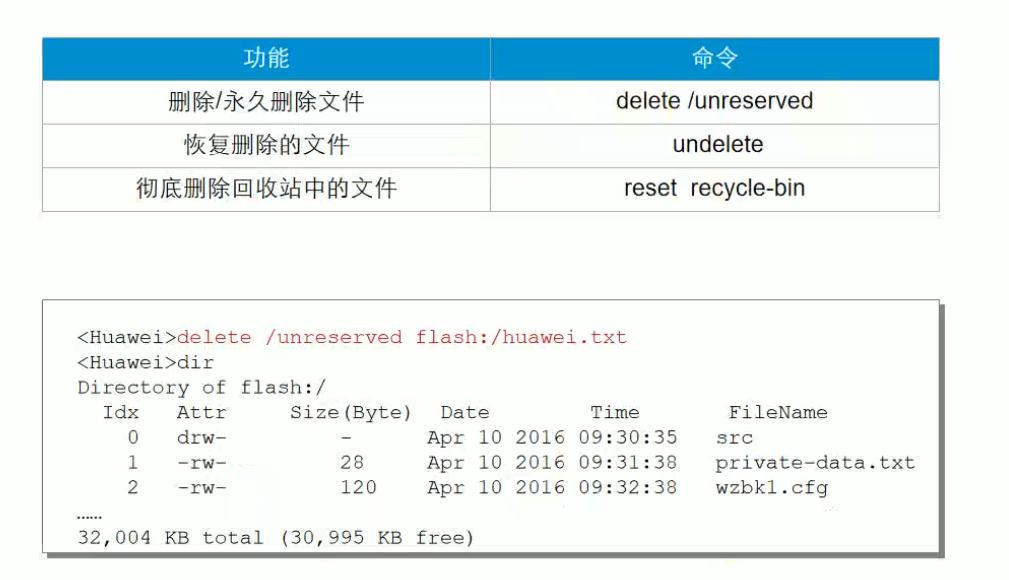 功能 命令
删除/永久删除文件 delete /unreserved
恢复删除的文件 undelete
彻底删除回收站中的文件 reset recycle-bin
<Huawei>delete /unreserved flash:/huawei.txt
<Huawei>dir
Directory of flash:/
Idx Attr Size(Byte) Date Time FileName
0 drw- - Apr 10 2016 09:30:35 src
1 -rw- 28 Apr 10 2016 09:31:38 private-data.txt
2 -rw- 120 Apr 10 2016 09:32:38 wzbk1.cfg
……
32,004 KB total (30,995 KB free)